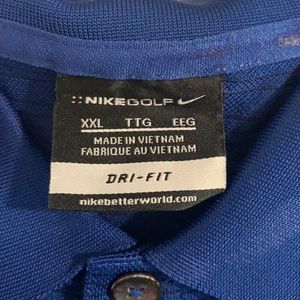 ::NIKEGOLF
XXL TTG EEG
MADE IN VIETNAM
FABRIQUE AU VIETNAM
DRI-FIT
nikebetterworld.com